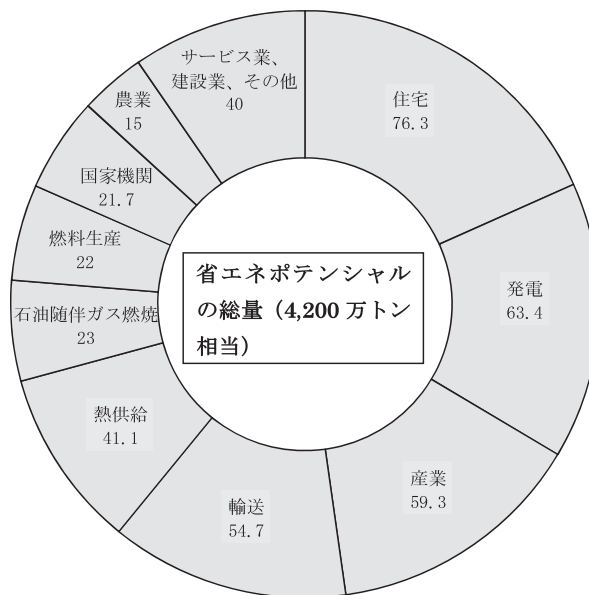 サービス業、
建設業、その他
40
住宅
76.3
発電
63.4
産業
59.3
輸送
54.7
熱供給
41.1
石油随伴ガス燃焼
23
燃料生産
22
国家機関
21.7
農業
15
省エネポテンシャル
の総量（4,200 万トン
相当）